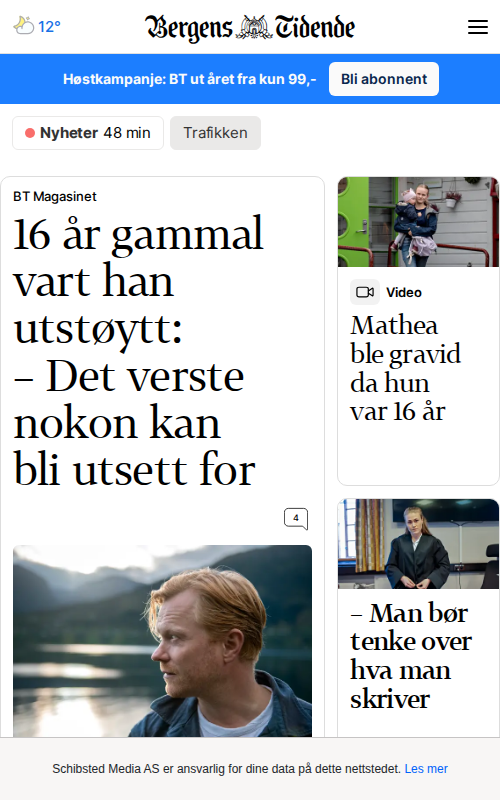 12°
Bergens Tidende
Høstkampanje: BT ut året fra kun 99,-
Bli abonnent
Nyheter 48 min
Trafikken
BT Magasinet
16 år gammal
vart han
utstøytt:
– Det verste
nokon kan
bli utsett for
4
Video
Mathea
ble gravid
da hun
var 16 år
– Man bør
tenke over
hva man
skriver
Schibsted Media AS er ansvarlig for dine data på dette nettstedet. Les mer